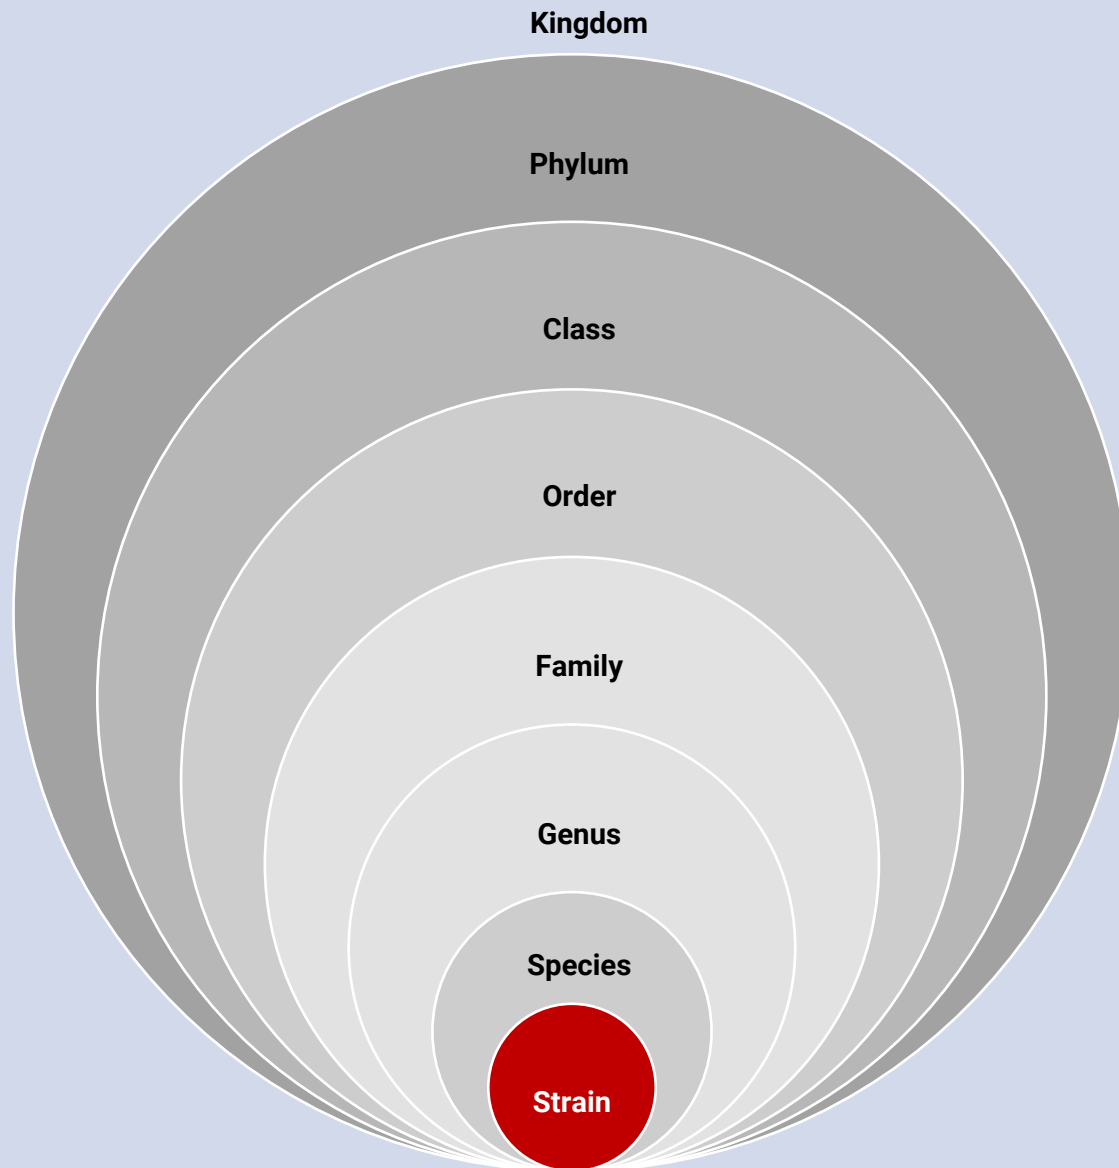 Kingdom
Phylum
Class
Order
Family
Genus
Species
Strain